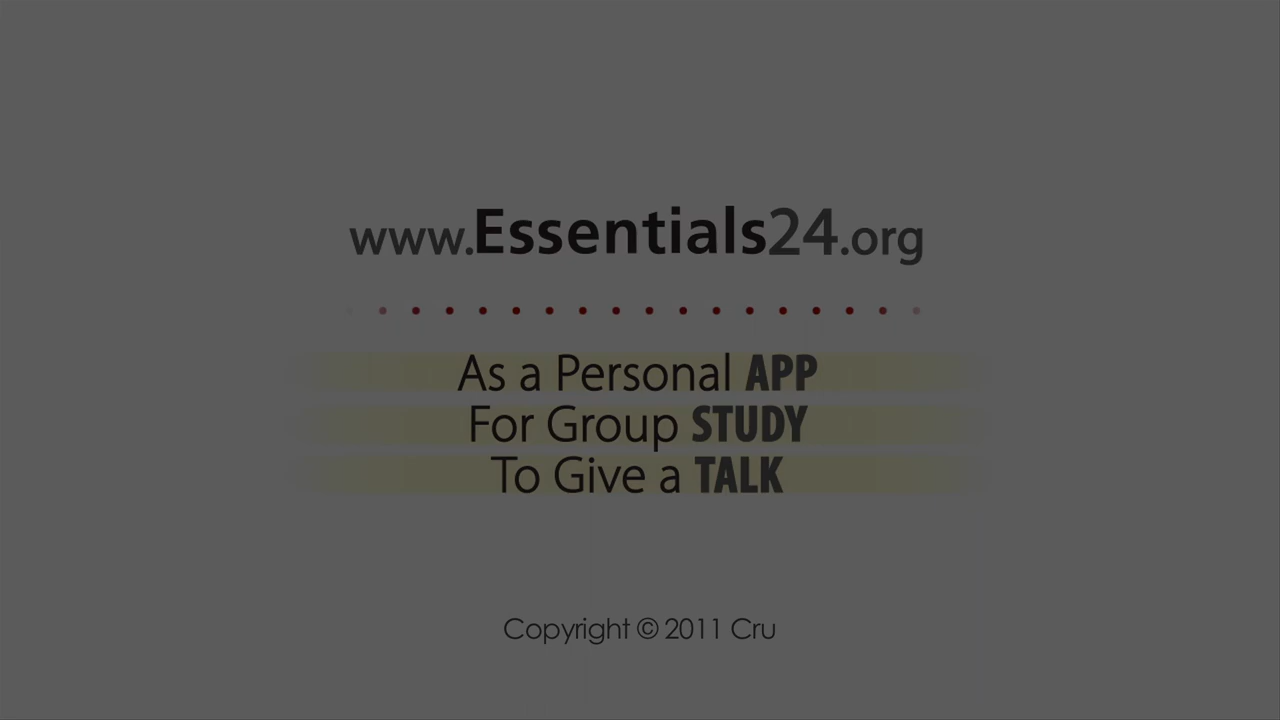 www.Essentials24.org
As a Personal APP
For Group STUDY
To Give a TALK
Copyright © 2011 Cru